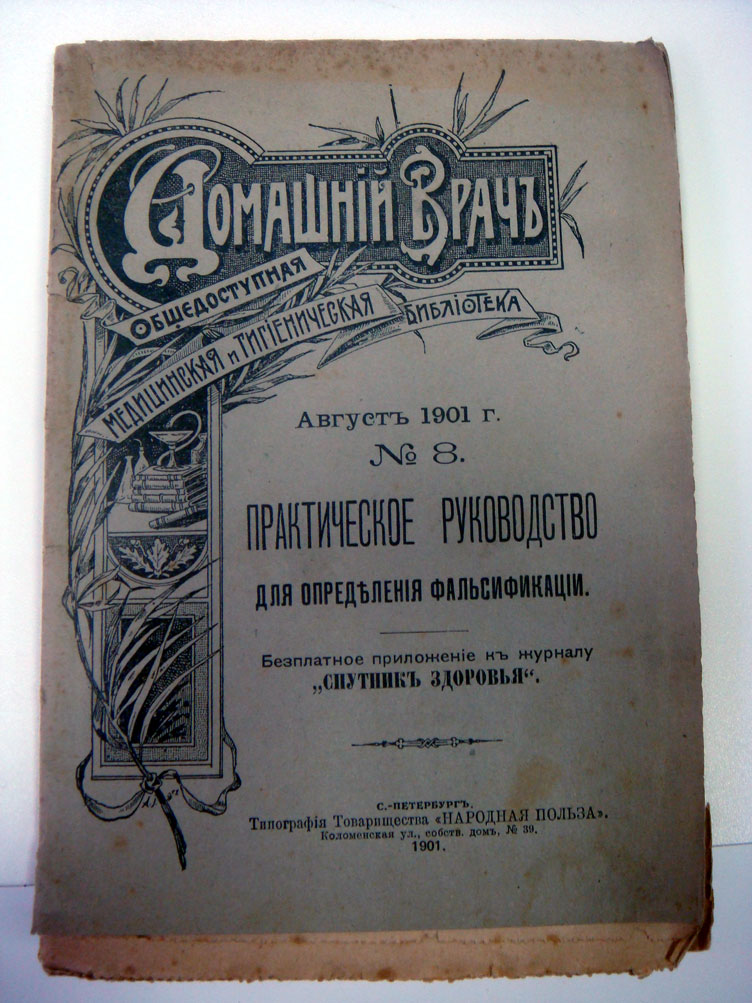 Домашній Врачъ
Общедоступная
Медицинская и Гигіеническая
Библіотека
Августъ 1901 г.
№ 8.
ПРАКТИЧЕСКОЕ РУКОВОДСТВО
ДЛЯ ОПРЕДѢЛЕНІЯ ФАЛЬСИФИКАЦІИ.
Безплатное приложеніе къ журналу
„СПУТНИКЪ ЗДОРОВЬЯ“.
С.-ПЕТЕРБУРГЪ.
Типографія Товарищества «НАРОДНАЯ ПОЛЬЗА».
Коломенская ул., собств. домъ, № 39.
1901.